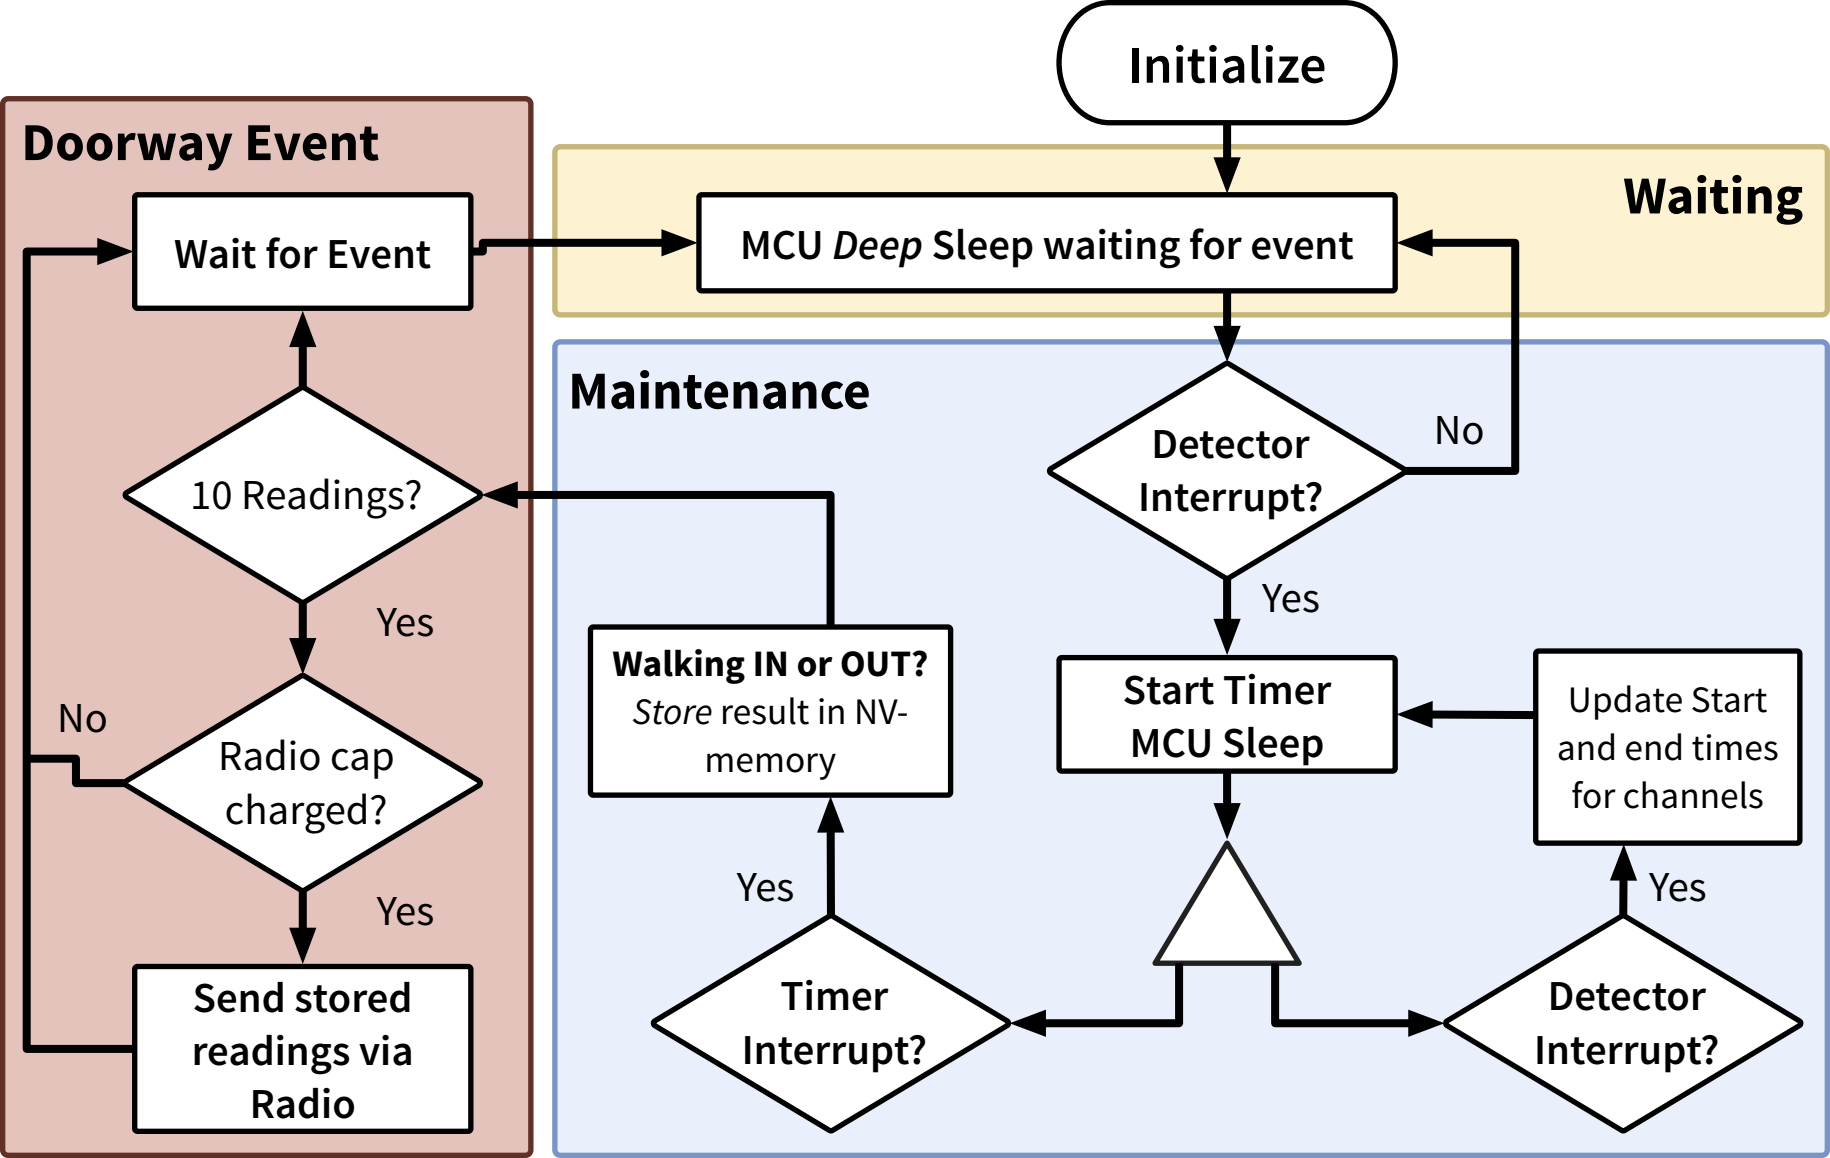 Initialize
Doorway Event
Wait for Event
10 Readings?
Yes
No
Radio cap
charged?
Yes
Send stored
readings via
Radio
Waiting
MCU Deep Sleep waiting for event
Maintenance
Detector
Interrupt?
No
Yes
Walking IN or OUT?
Store result in NV-
memory
Start Timer
MCU Sleep
Update Start
and end times
for channels
Yes
Yes
Timer
Interrupt?
Detector
Interrupt?